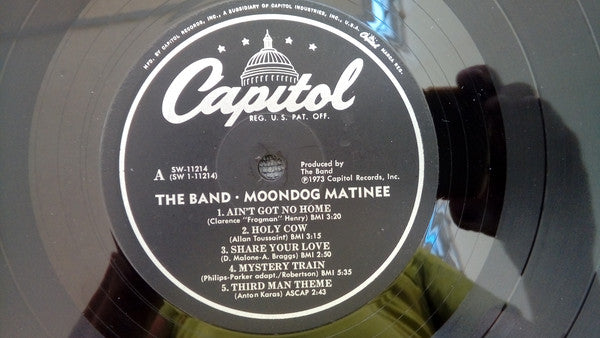 MFD. BY CAPITOL RECORDS, INC., A SUBSIDIARY OF CAPITOL INDUSTRIES, INC., U.S.A. Capitol MARCA REG.
Capitol
REG. U.S. PAT. OFF.
A
SW-11214
(SW 1-11214)
Produced by
The Band
Ⓟ1973 Capitol Records, Inc.
THE BAND · MOONDOG MATINEE
1. AIN'T GOT NO HOME
(Clarence "Frogman" Henry) BMI 3:20
2. HOLY COW
(Allan Toussaint) BMI 3:15
3. SHARE YOUR LOVE
(D. Malone-A. Braggs) BMI 2:50
4. MYSTERY TRAIN
(Philips-Parker adapt./Robertson) BMI 5:35
5. THIRD MAN THEME
(Anton Karas) ASCAP 2:43